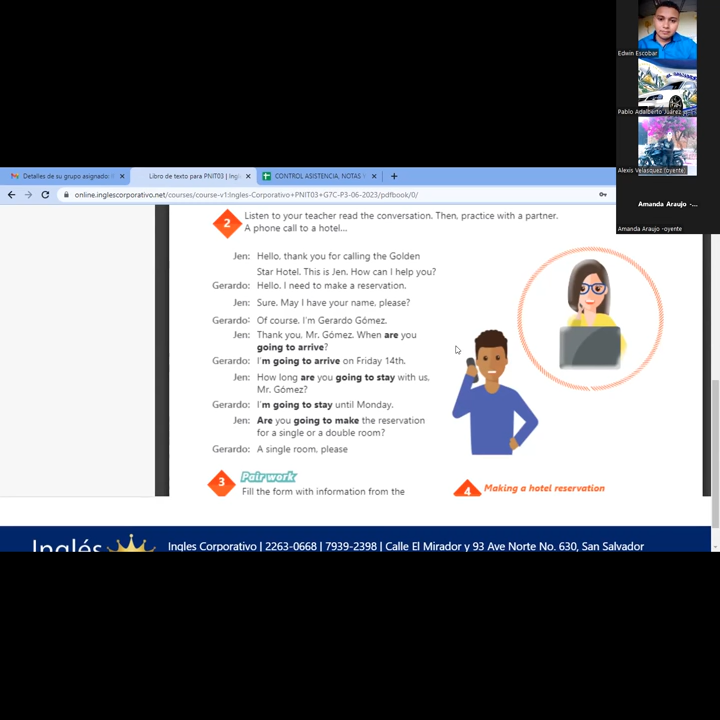 Edwin Escobar
Pablo Adalberto Juárez
Alexis Velasquez (oyente)
Amanda Araujo -...
Amanda Araujo -oyente
Detalles de su grupo asignado:
Libro de texto para PNIT03 | Ingl
CONTROL ASISTENCIA, NOTAS
online.inglescorporativo.net/courses/course-v1:Ingles-Corporativo+PNIT03+G7C-P3-06-2023/pdfbook/0/
2 Listen to your teacher read the conversation. Then, practice with a partner.
A phone call to a hotel...
Jen: Hello, thank you for calling the Golden
Star Hotel. This is Jen. How can I help you?
Gerardo: Hello. I need to make a reservation.
Jen: Sure. May I have your name, please?
Gerardo: Of course, I'm Gerardo Gómez.
Jen: Thank you, Mr. Gómez. When are you
going to arrive?
Gerardo: I'm going to arrive on Friday 14th.
Jen: How long are you going to stay with us,
Mr. Gómez?
Gerardo: I'm going to stay until Monday.
Jen: Are you going to make the reservation
for a single or a double room?
Gerardo: A single room, please
3 Pair work
Fill the form with information from the
4 Making a hotel reservation
Inglés
Ingles Corporativo | 2263-0668 | 7939-2398 | Calle El Mirador y 93 Ave Norte No. 630, San Salvador